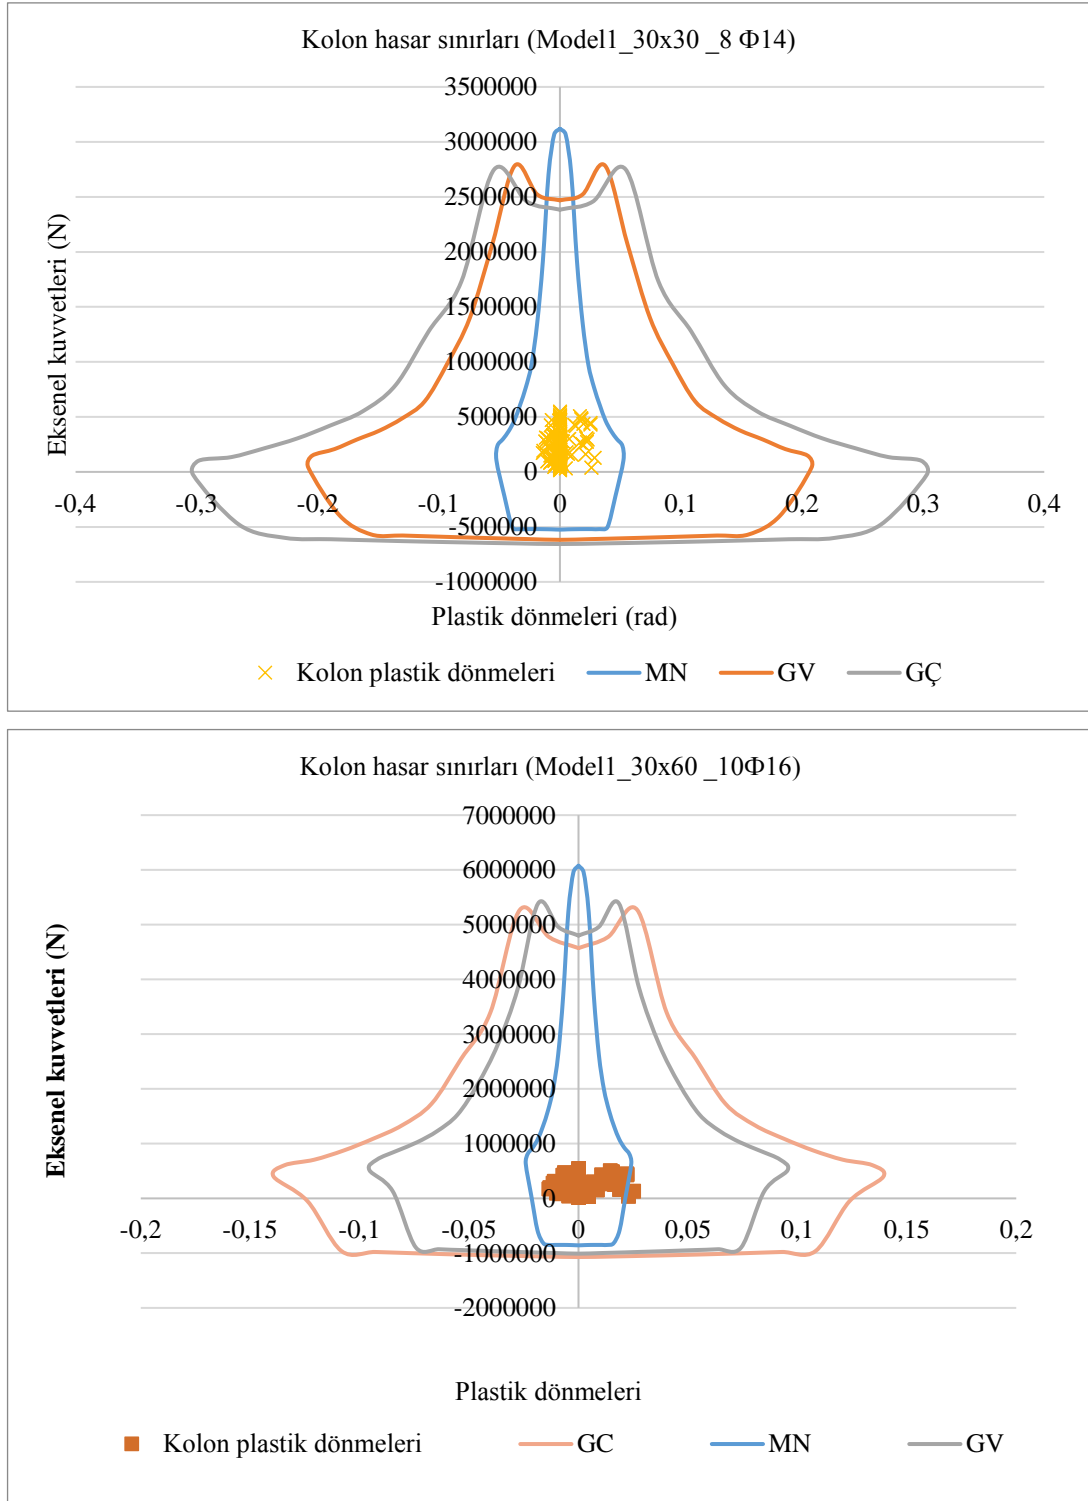 Kolon hasar sınırları (Model1_30x30 _8 Φ14)
3500000
3000000
2500000
2000000
1500000
1000000
500000
0
-500000
-1000000
-0,4
-0,3
-0,2
-0,1
0
0,1
0,2
0,3
0,4
Eksenel kuvvetleri (N)
Plastik dönmeleri (rad)
Kolon plastik dönmeleri
MN
GV
GÇ
Kolon hasar sınırları (Model1_30x60 _10Φ16)
7000000
6000000
5000000
4000000
3000000
2000000
1000000
0
-1000000
-2000000
-0,2
-0,15
-0,1
-0,05
0
0,05
0,1
0,15
0,2
Eksenel kuvvetleri (N)
Plastik dönmeleri
Kolon plastik dönmeleri
GC
MN
GV